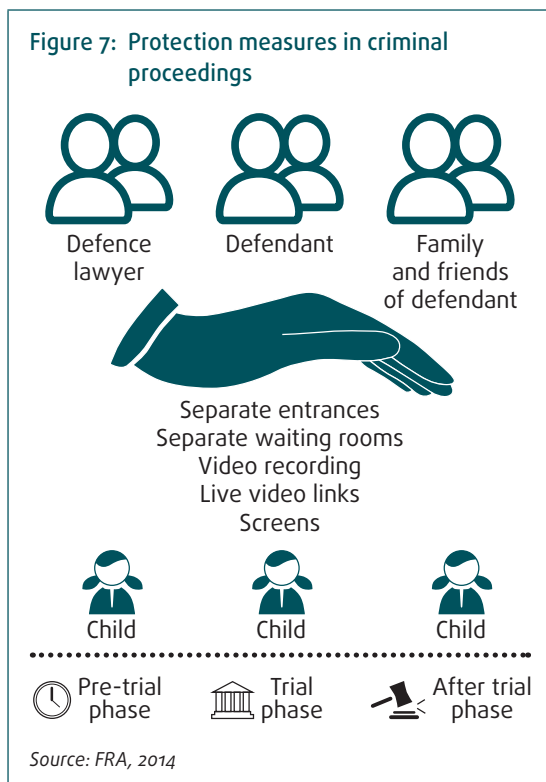 Figure 7: Protection measures in criminal
proceedings
Defence
lawyer
Defendant
Family
and friends
of defendant
Separate entrances
Separate waiting rooms
Video recording
Live video links
Screens
Child
Child
Child
Pre-trial
phase
Trial
phase
After trial
phase
Source: FRA, 2014